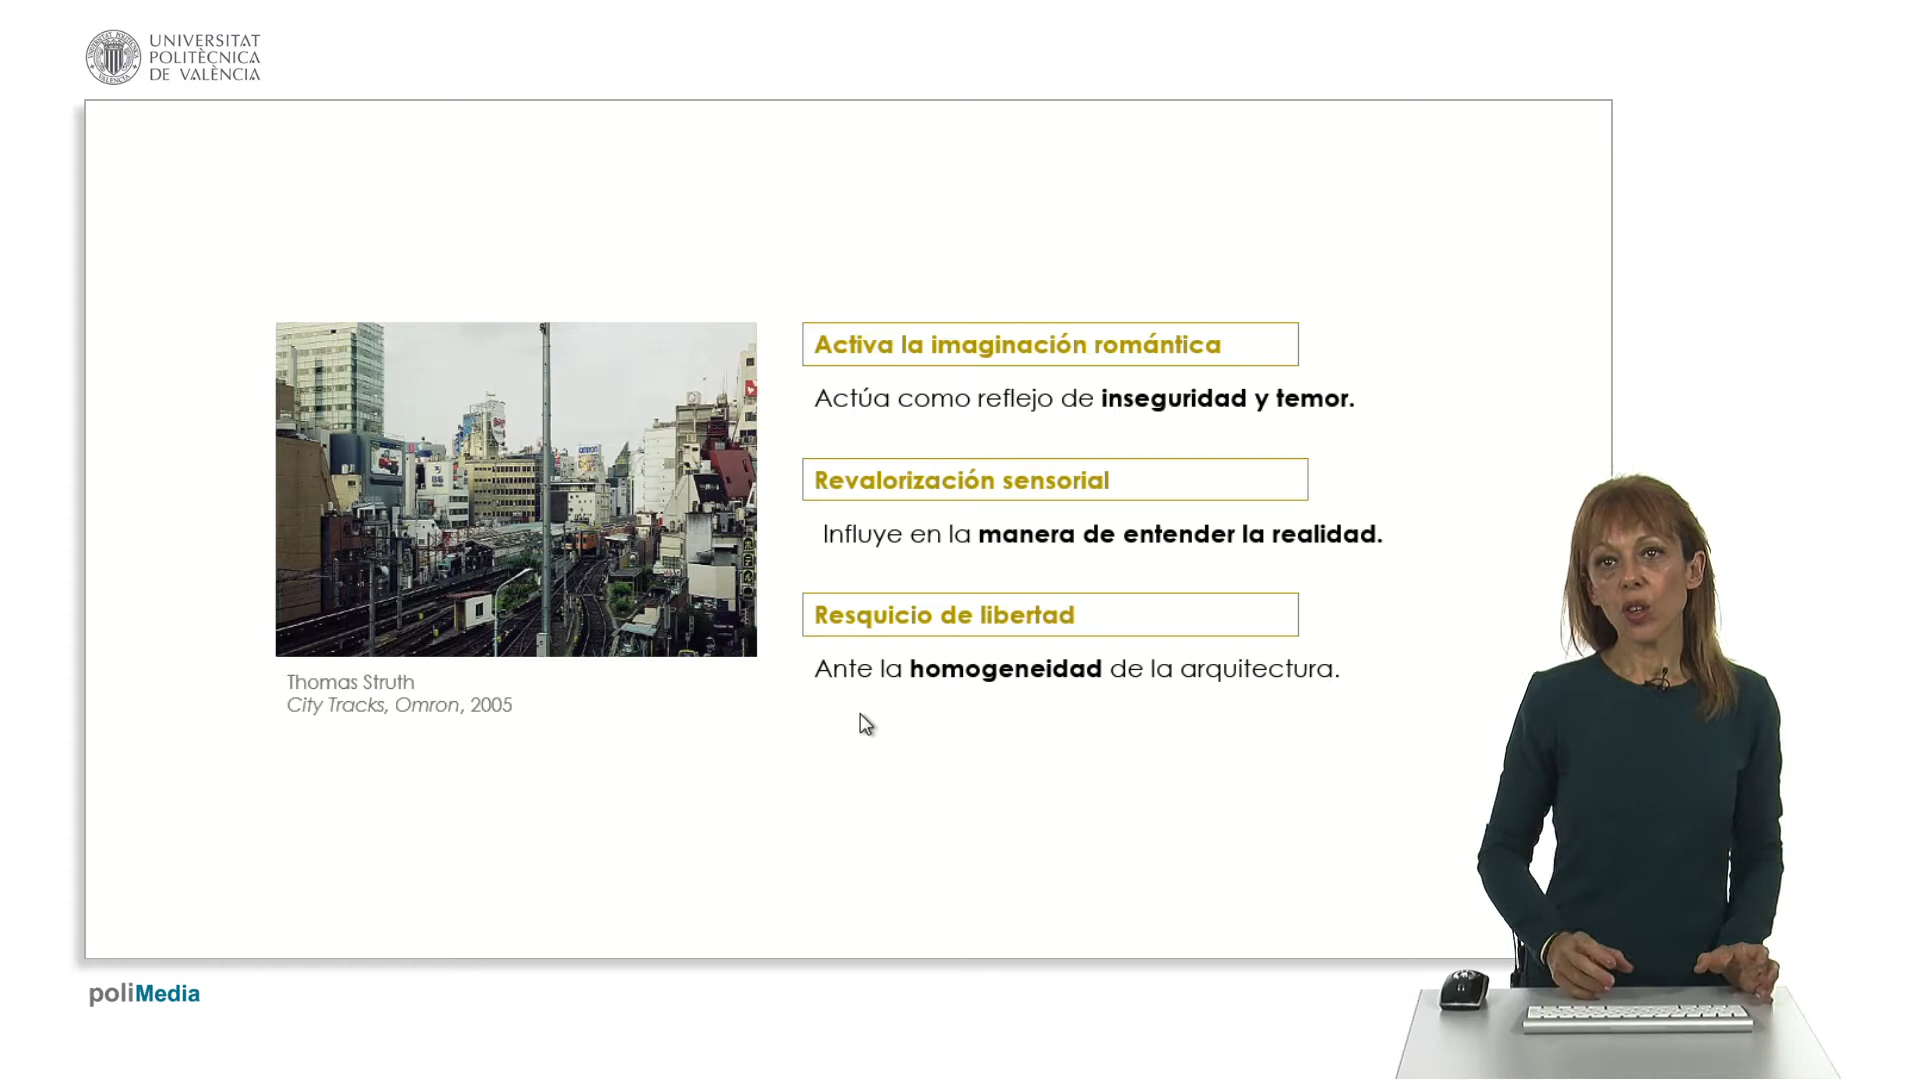 UNIVERSITAT
POLITÈCNICA
DE VALÈNCIA
Activa la imaginación romántica
Actúa como reflejo de inseguridad y temor.
Revalorización sensorial
Influye en la manera de entender la realidad.
Resquicio de libertad
Ante la homogeneidad de la arquitectura.
Thomas Struth
City Tracks, Omron, 2005
poliMedia